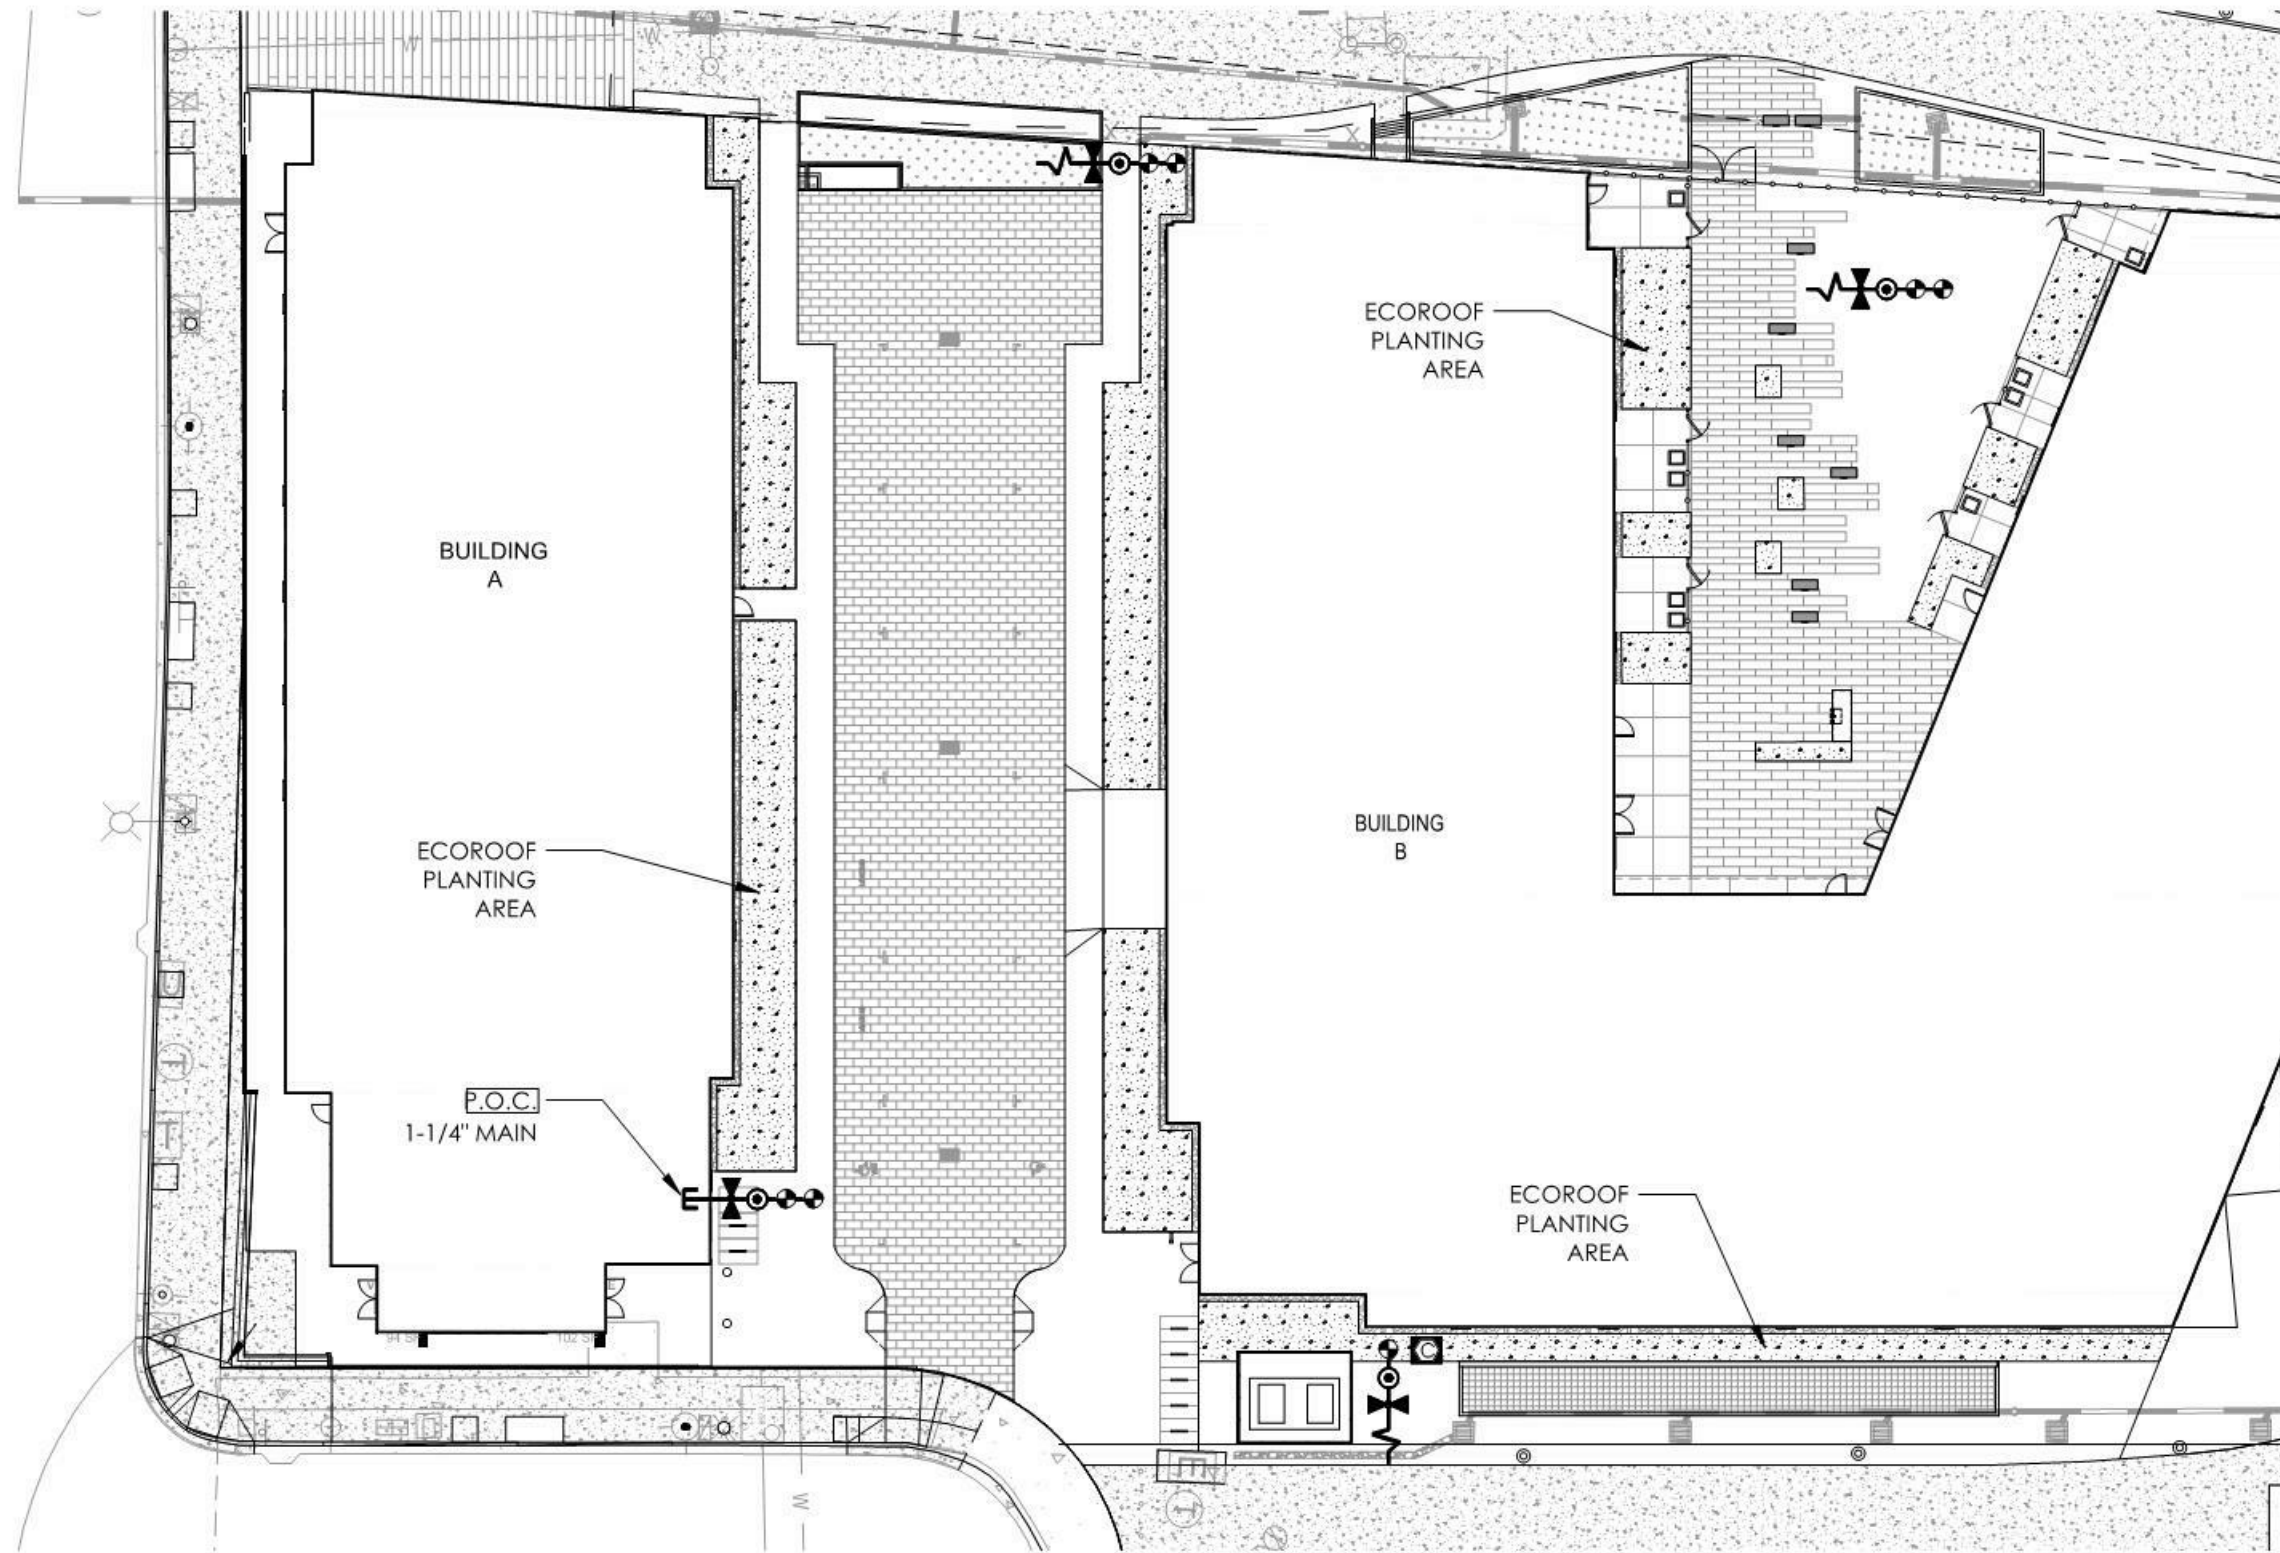 W
W
X
X
ECOROOF
PLANTING
AREA
BUILDING
A
BUILDING
B
ECOROOF
PLANTING
AREA
P.O.C.
1-1/4" MAIN
ECOROOF
PLANTING
AREA
C
W